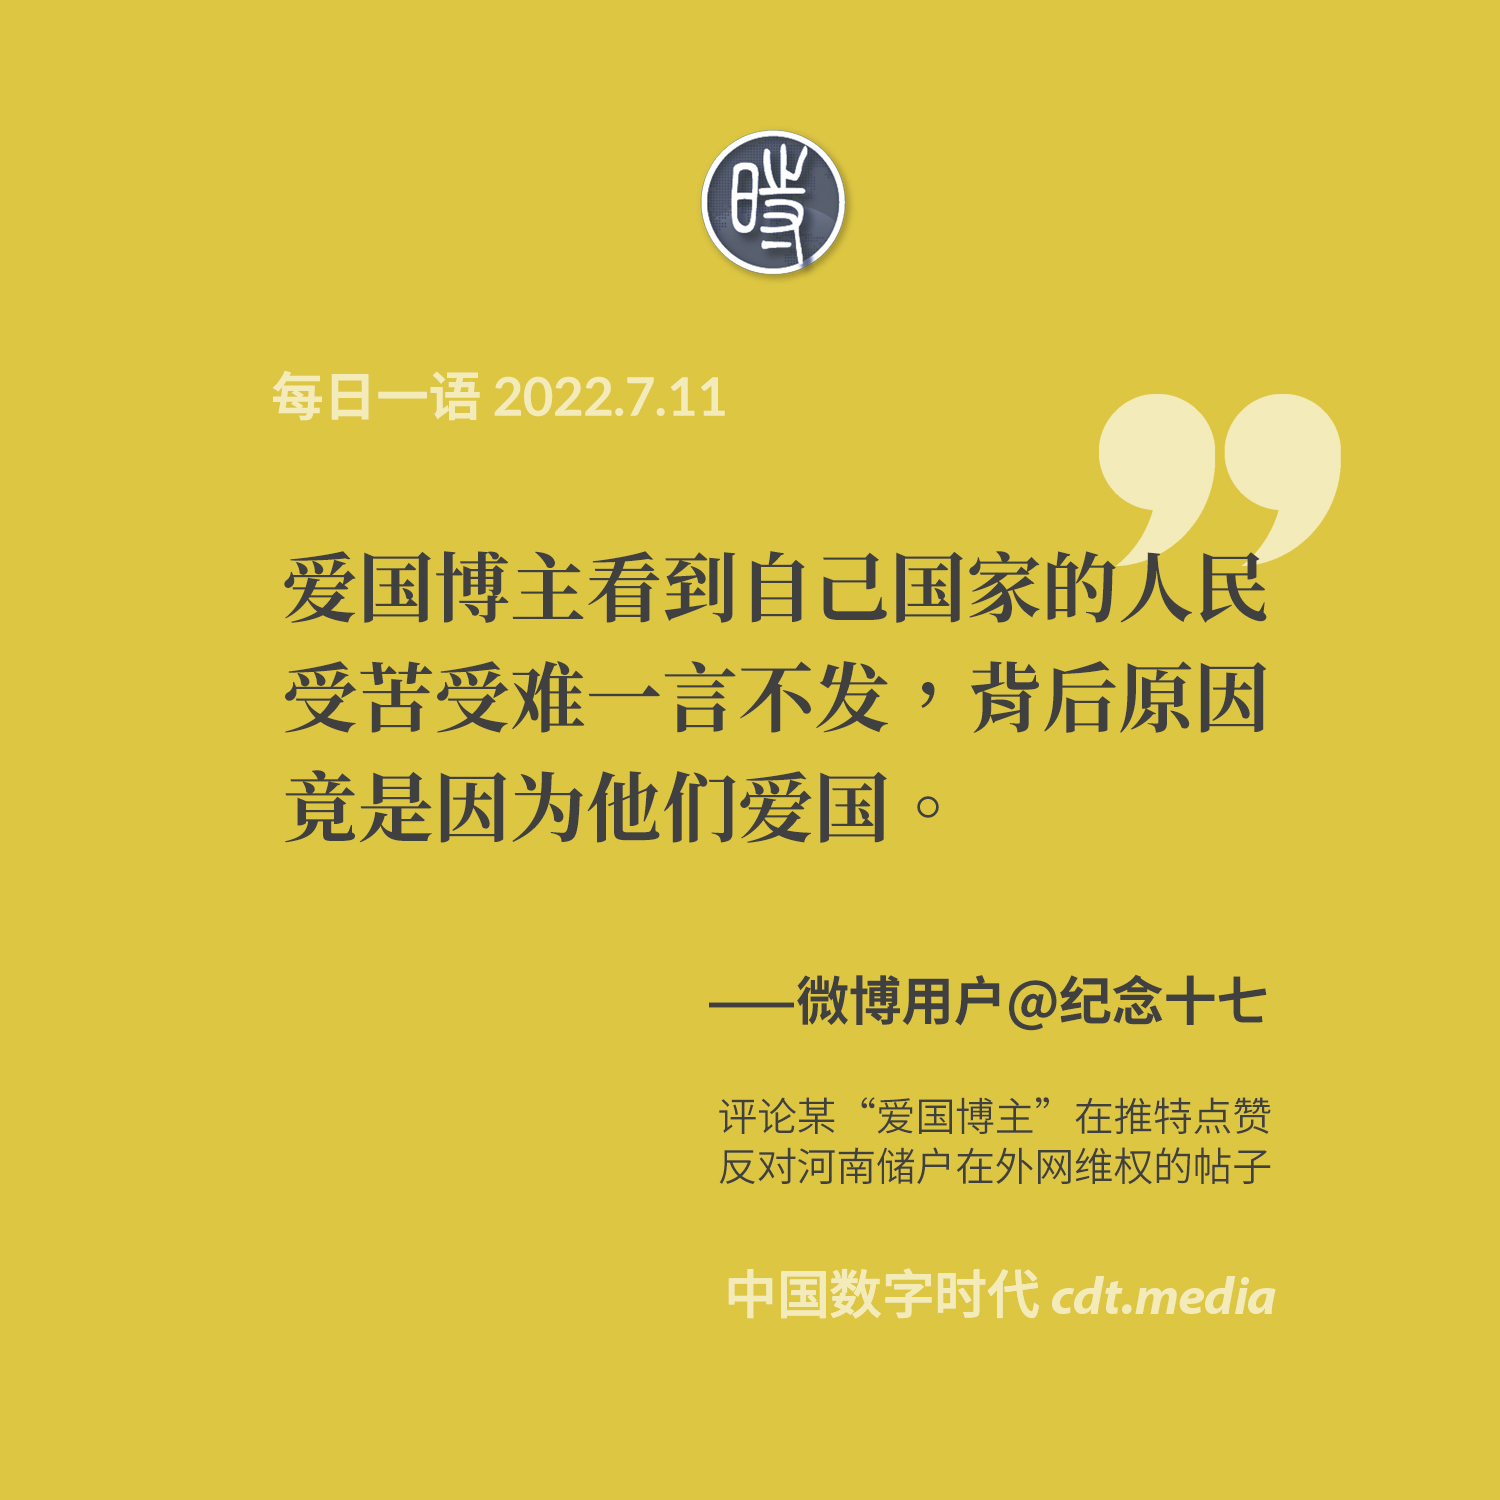 時
每日一语 2022.7.11
爱国博主看到自己国家的人民
受苦受难一言不发，背后原因
竟是因为他们爱国。
——微博用户@纪念十七
评论某“爱国博主”在推特点赞
反对河南储户在外网维权的帖子
中国数字时代 cdt.media